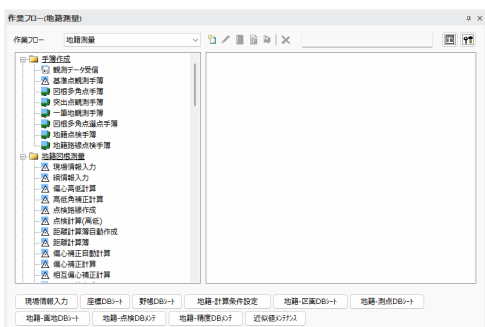 作業フロー(地籍測量)
作業フロー 地籍測量
手簿作成
観測データ受信
基準点観測手簿
図根多角点手簿
突出点観測手簿
一筆地観測手簿
図根多角点選点手簿
地籍点検手簿
地籍路線点検手簿
地籍図根測量
現場情報入力
網情報入力
偏心高低計算
高低角補正計算
点検路線作成
点検計算(高低)
距離計算簿自動作成
距離計算簿
偏心補正自動計算
偏心補正計算
相互偏心補正計算
現場情報入力 座標DBシート 野帳DBシート 地籍-計算条件設定 地籍-区画DBシート 地籍-測点DBシート
地籍-画地DBシート 地籍-点検DBメンテ 地籍-精度DBメンテ 近似値メンテナンス